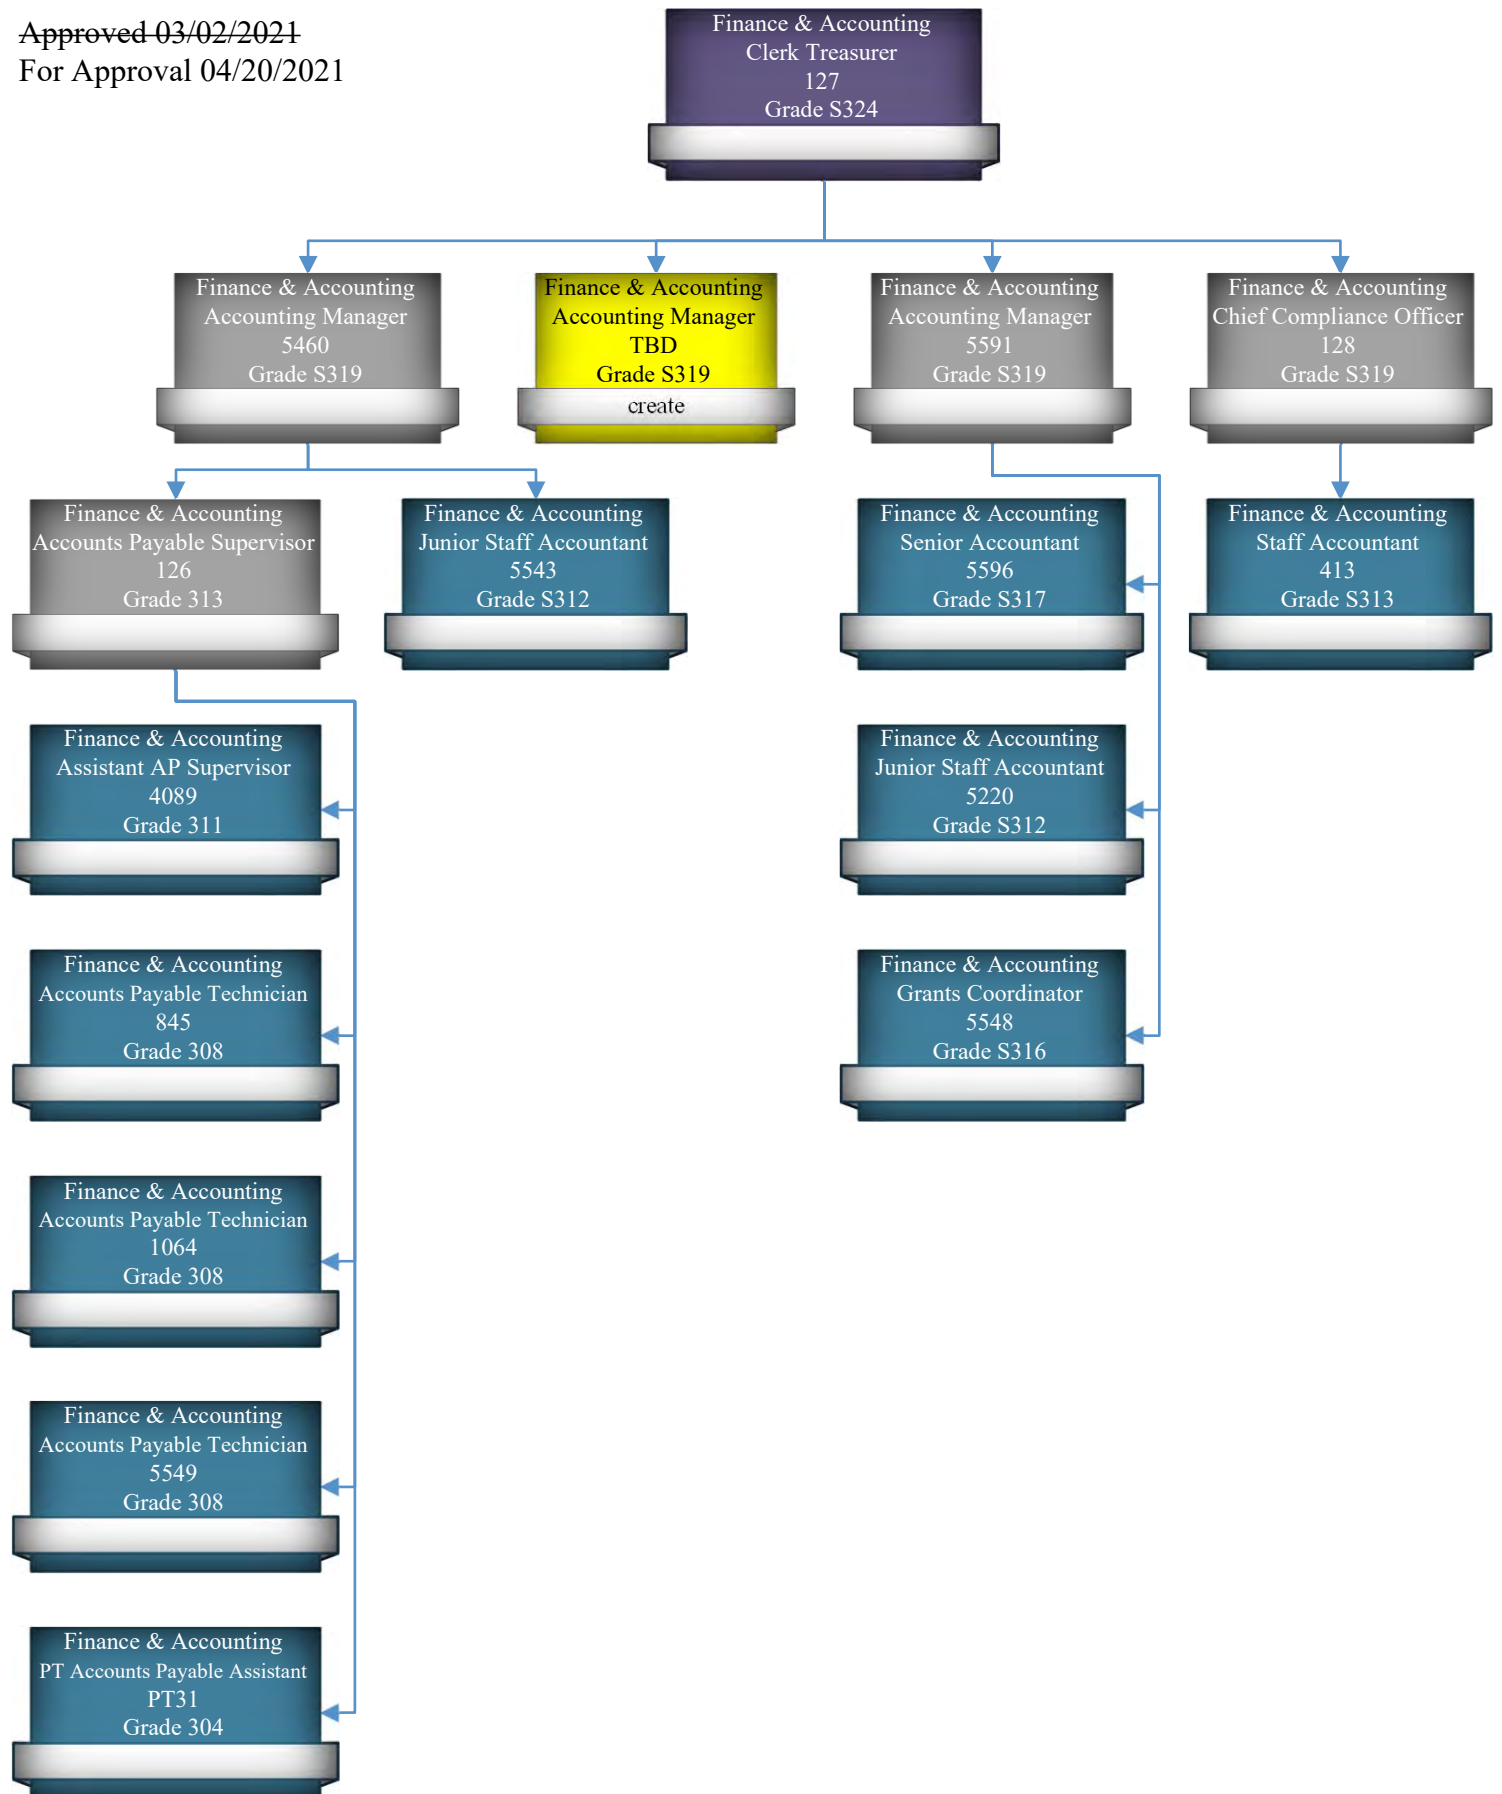 Approved 03/02/2021
For Approval 04/20/2021
Finance & Accounting
Clerk Treasurer
127
Grade S324
Finance & Accounting
Accounting Manager
5460
Grade S319
Finance & Accounting
Accounting Manager
TBD
Grade S319
create
Finance & Accounting
Accounting Manager
5591
Grade S319
Finance & Accounting
Chief Compliance Officer
128
Grade S319
Finance & Accounting
Accounts Payable Supervisor
126
Grade 313
Finance & Accounting
Junior Staff Accountant
5543
Grade S312
Finance & Accounting
Senior Accountant
5596
Grade S317
Finance & Accounting
Staff Accountant
413
Grade S313
Finance & Accounting
Assistant AP Supervisor
4089
Grade 311
Finance & Accounting
Junior Staff Accountant
5220
Grade S312
Finance & Accounting
Accounts Payable Technician
845
Grade 308
Finance & Accounting
Grants Coordinator
5548
Grade S316
Finance & Accounting
Accounts Payable Technician
1064
Grade 308
Finance & Accounting
Accounts Payable Technician
5549
Grade 308
Finance & Accounting
PT Accounts Payable Assistant
PT31
Grade 304